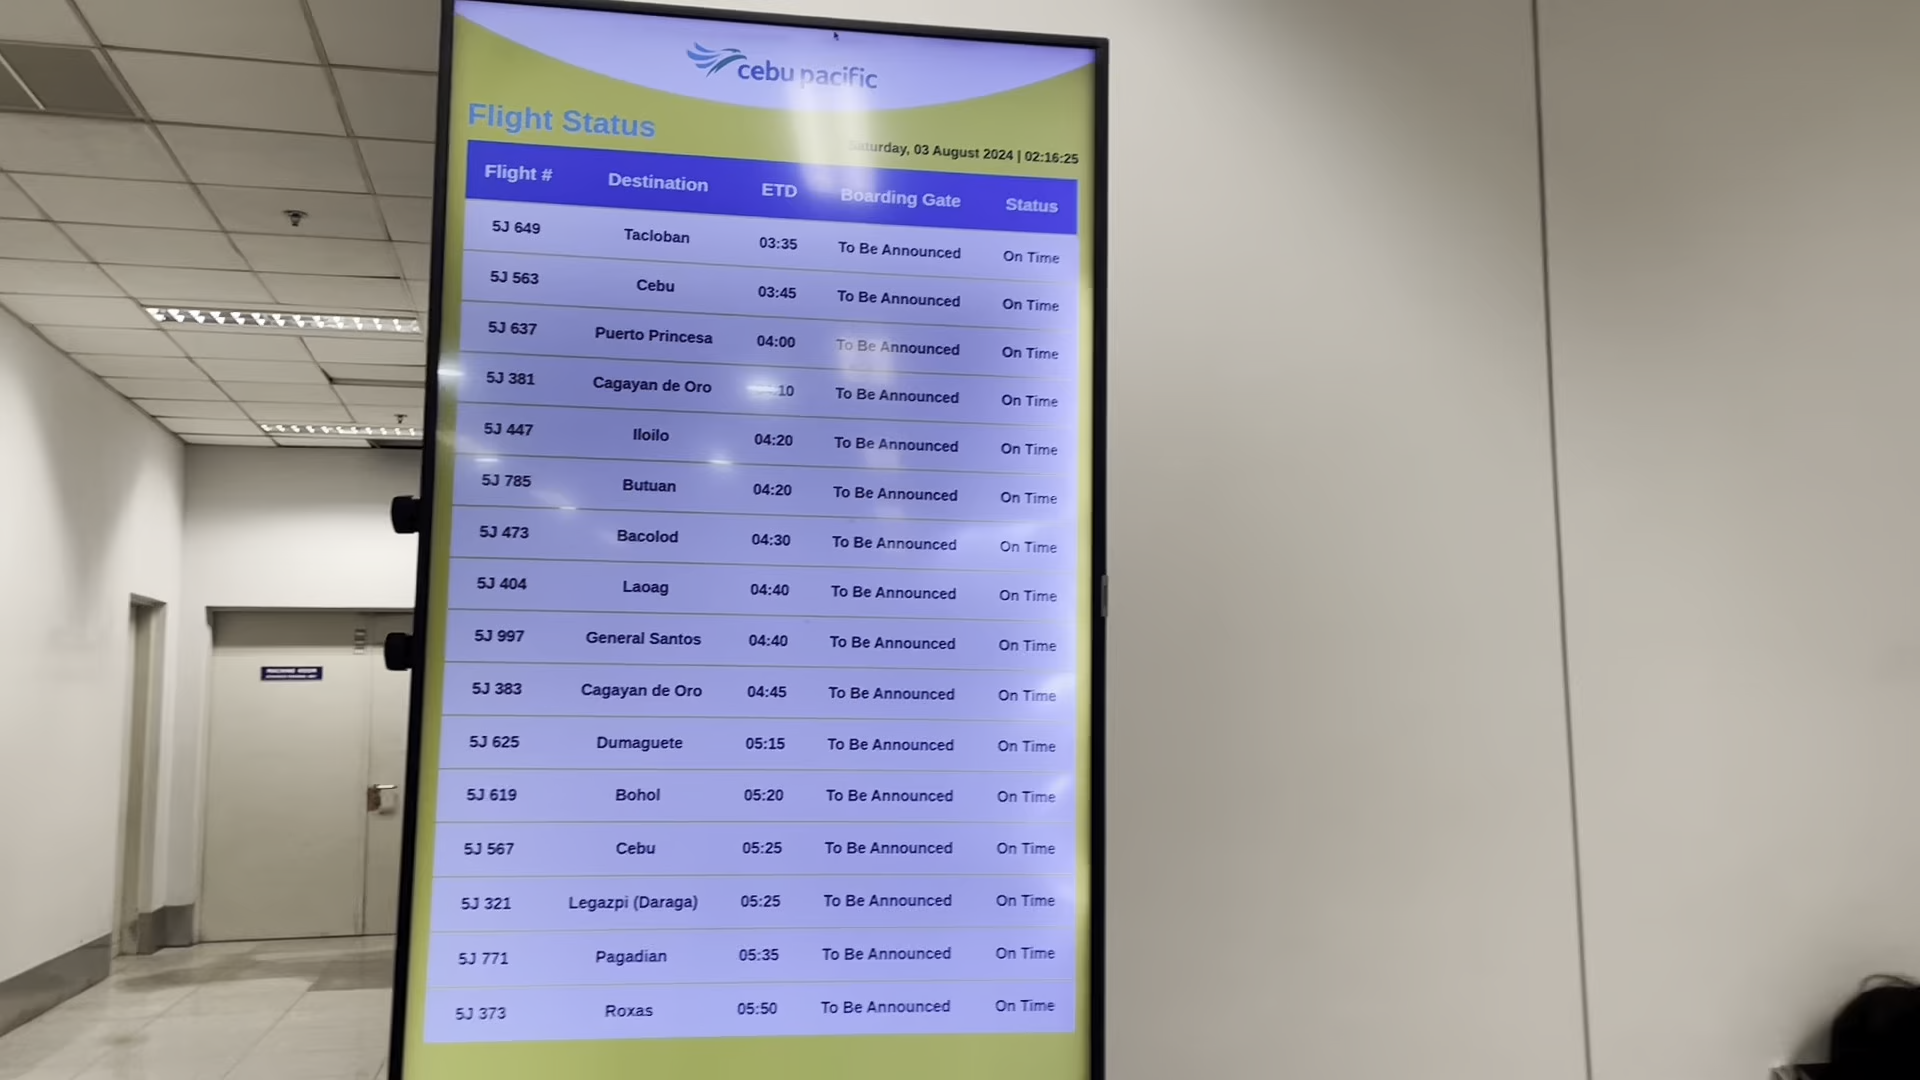 cebu pacific
Flight Status
Saturday, 03 August 2024 | 02:16:25
Flight # Destination ETD Boarding Gate Status
5J 649 Tacloban 03:35 To Be Announced On Time
5J 563 Cebu 03:45 To Be Announced On Time
5J 637 Puerto Princesa 04:00 To Be Announced On Time
5J 381 Cagayan de Oro :10 To Be Announced On Time
5J 447 Iloilo 04:20 To Be Announced On Time
5J 785 Butuan 04:20 To Be Announced On Time
5J 473 Bacolod 04:30 To Be Announced On Time
5J 404 Laoag 04:40 To Be Announced On Time
5J 997 General Santos 04:40 To Be Announced On Time
5J 383 Cagayan de Oro 04:45 To Be Announced On Time
5J 625 Dumaguete 05:15 To Be Announced On Time
5J 619 Bohol 05:20 To Be Announced On Time
5J 567 Cebu 05:25 To Be Announced On Time
5J 321 Legazpi (Daraga) 05:25 To Be Announced On Time
5J 771 Pagadian 05:35 To Be Announced On Time
5J 373 Roxas 05:50 To Be Announced On Time